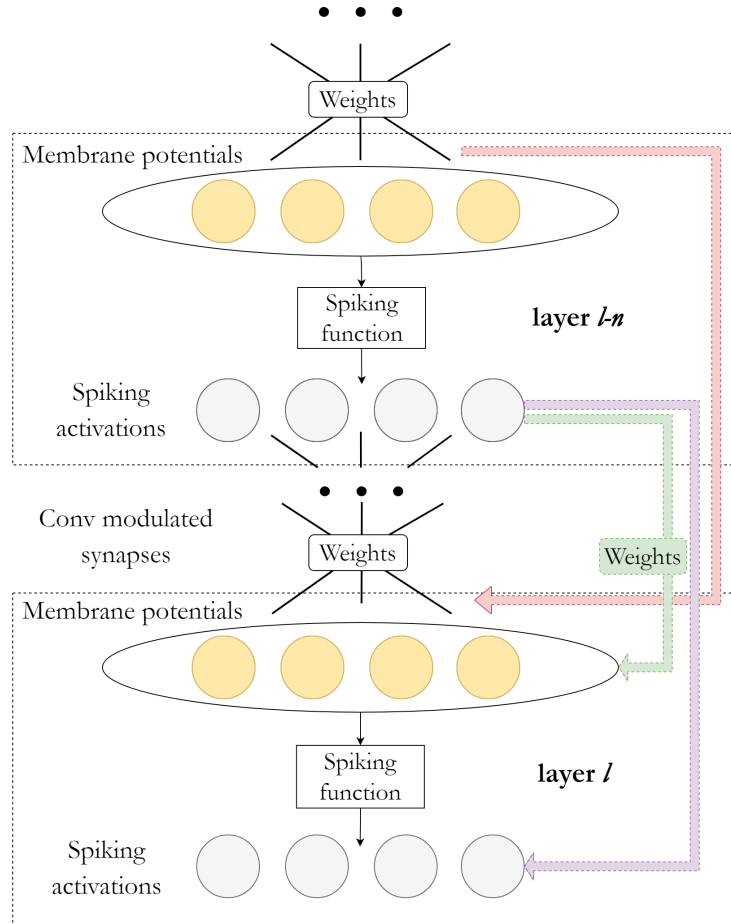 Weights
Membrane potentials
Spiking
function
layer l-n
Spiking
activations
Conv modulated
synapses
Weights
Weights
Membrane potentials
Spiking
function
layer l
Spiking
activations